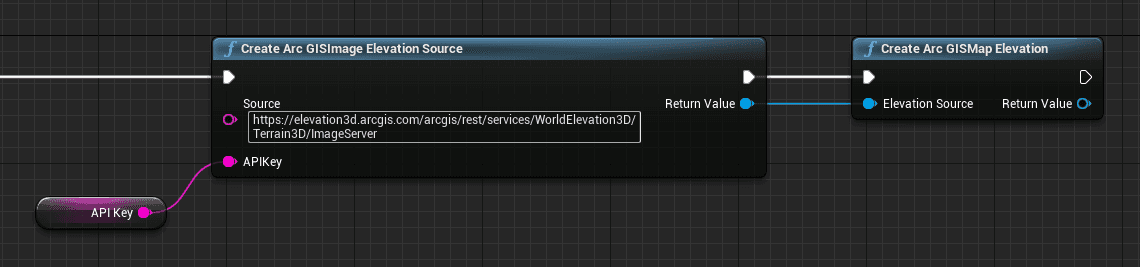 f Create Arc GISImage Elevation Source
Source
https://elevation3d.arcgis.com/arcgis/rest/services/WorldElevation3D/
Terrain3D/ImageServer
APIKey
Return Value
API Key
f Create Arc GISMap Elevation
Elevation Source
Return Value